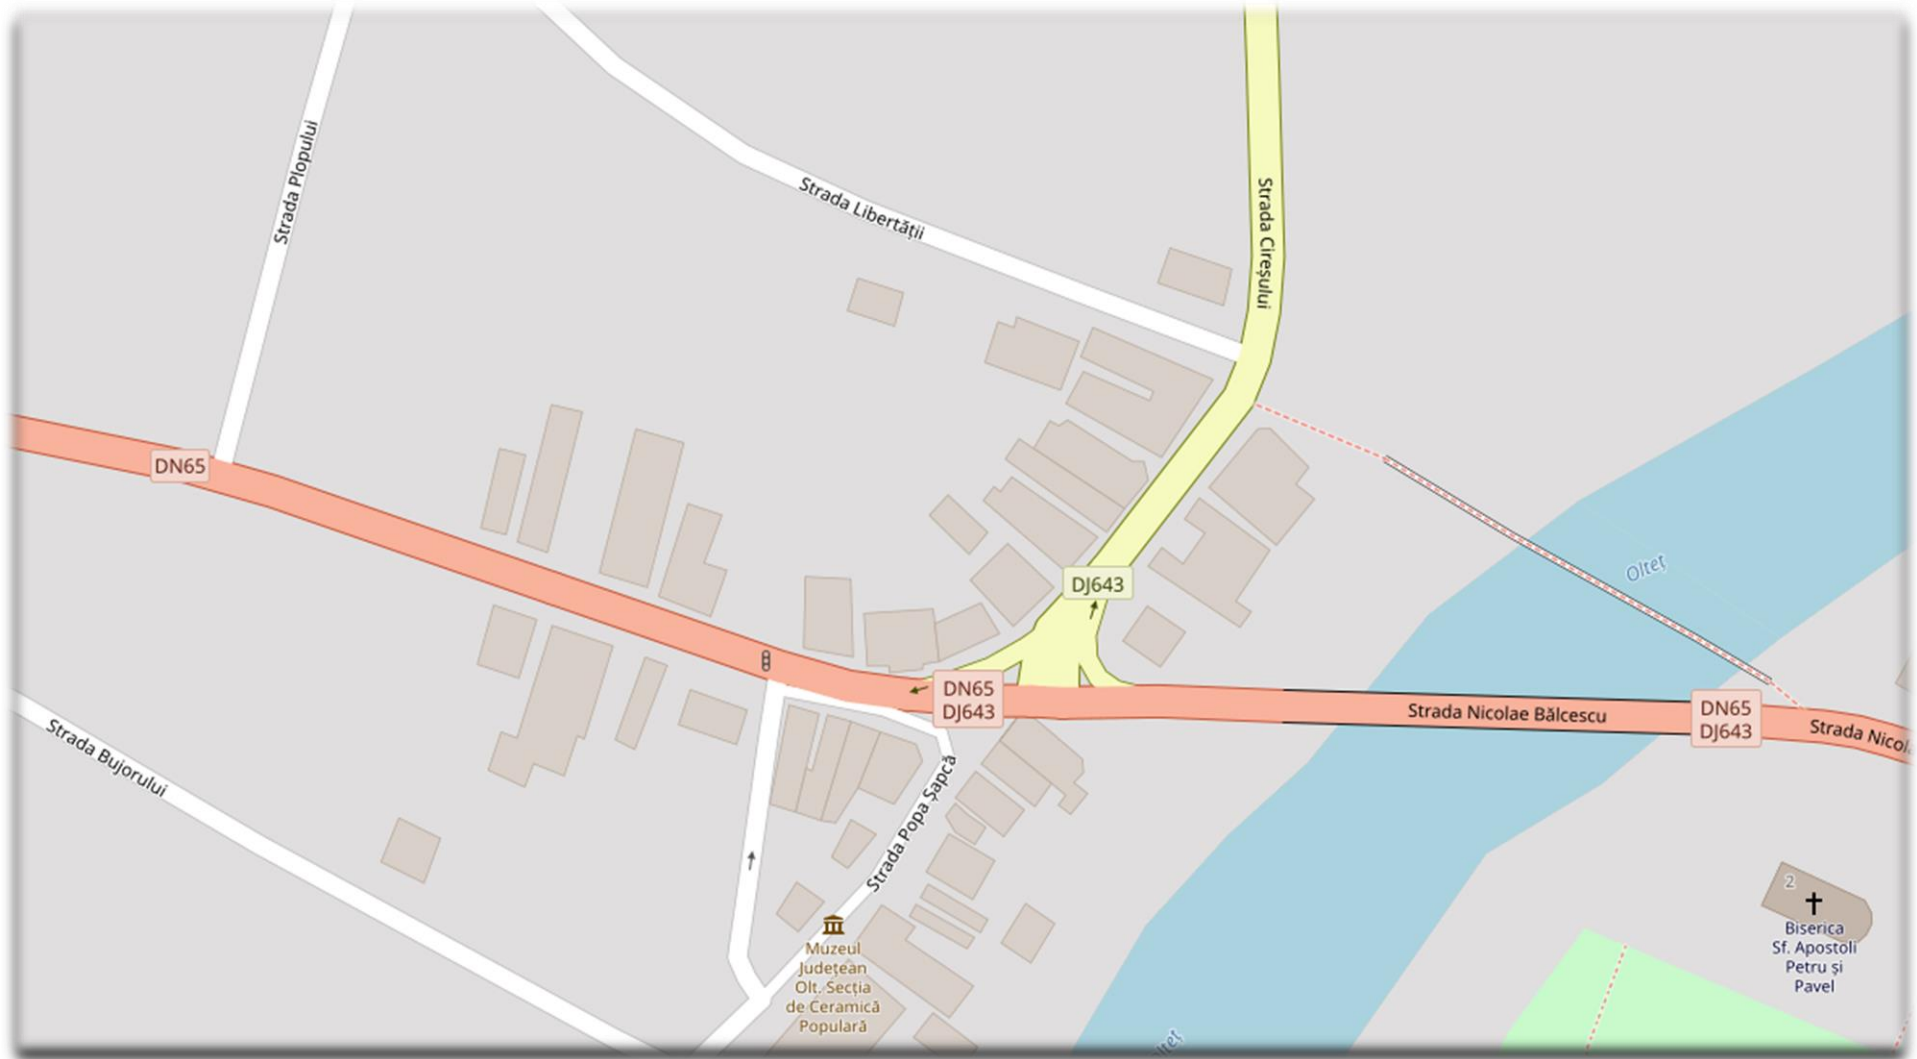 Strada Plopului
Strada Libertății
Strada Cireșului
DN65
DJ643
Olteț
DN65
DJ643
Strada Nicolae Bălcescu
DN65
DJ643
Strada Nicol
Strada Bujorului
Strada Popa Șapcă
2
Biserica
Sf. Apostoli
Petru și
Pavel
Muzeul
Județean
Olt. Secția
de Ceramică
Populară
lteț